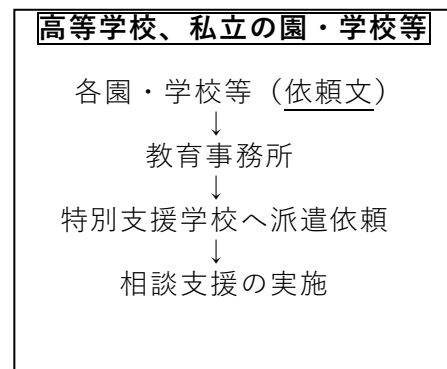 高等学校、私立の園・学校等
各園・学校等（依頼文）
↓
教育事務所
↓
特別支援学校へ派遣依頼
↓
相談支援の実施